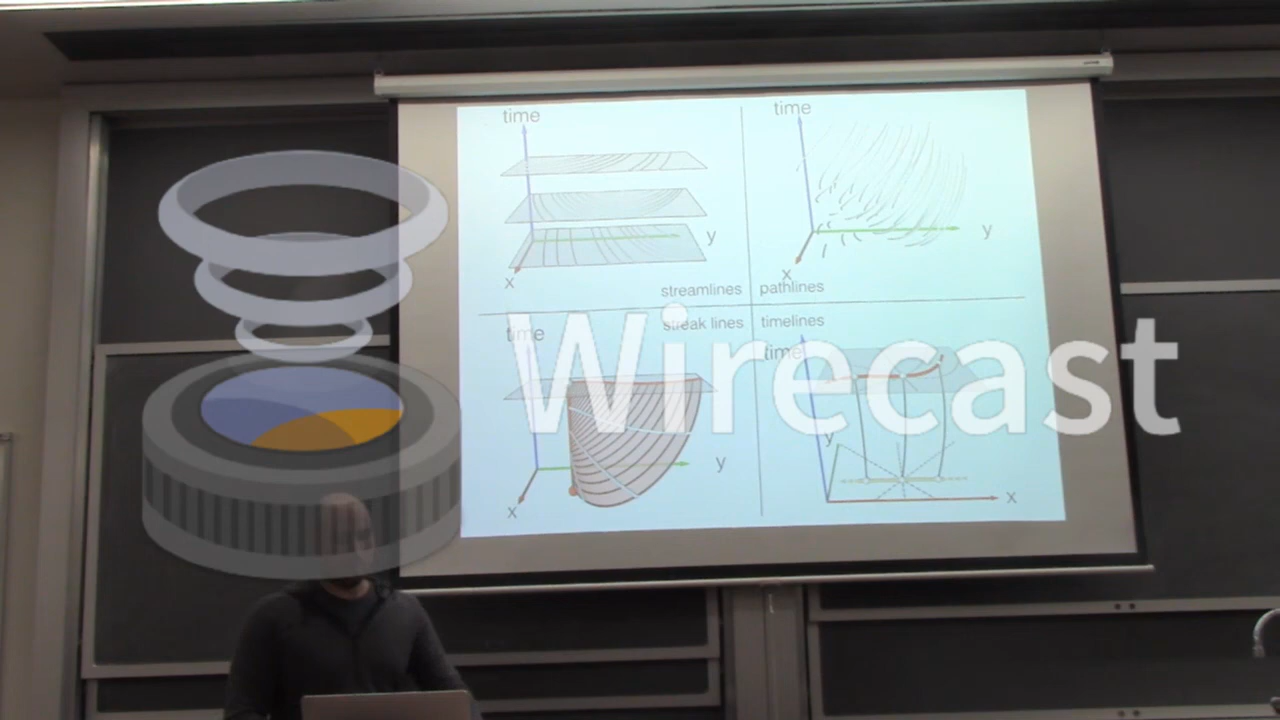 time
time
y
y
x
x
streamlines
pathlines
time
streak lines
timelines
time
Wirecast
y
y
x
x